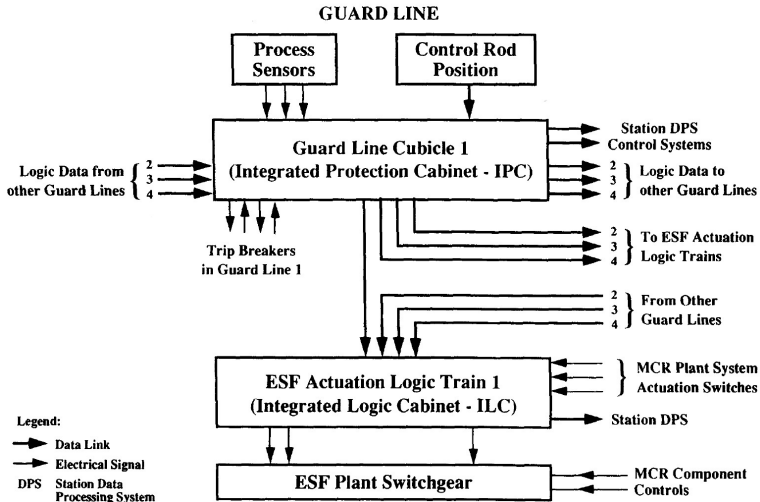 GUARD LINE
Process
Sensors
Control Rod
Position
Guard Line Cubicle 1
(Integrated Protection Cabinet - IPC)
Station DPS
Control Systems
Logic Data from
other Guard Lines
2
3
4
2
3
4
Logic Data to
other Guard Lines
Trip Breakers
in Guard Line 1
2
3
4
To ESF Actuation
Logic Trains
2
3
4
From Other
Guard Lines
ESF Actuation Logic Train 1
(Integrated Logic Cabinet - ILC)
MCR Plant System
Actuation Switches
Station DPS
Legend:
Data Link
Electrical Signal
DPS Station Data
Processing System
ESF Plant Switchgear
MCR Component
Controls